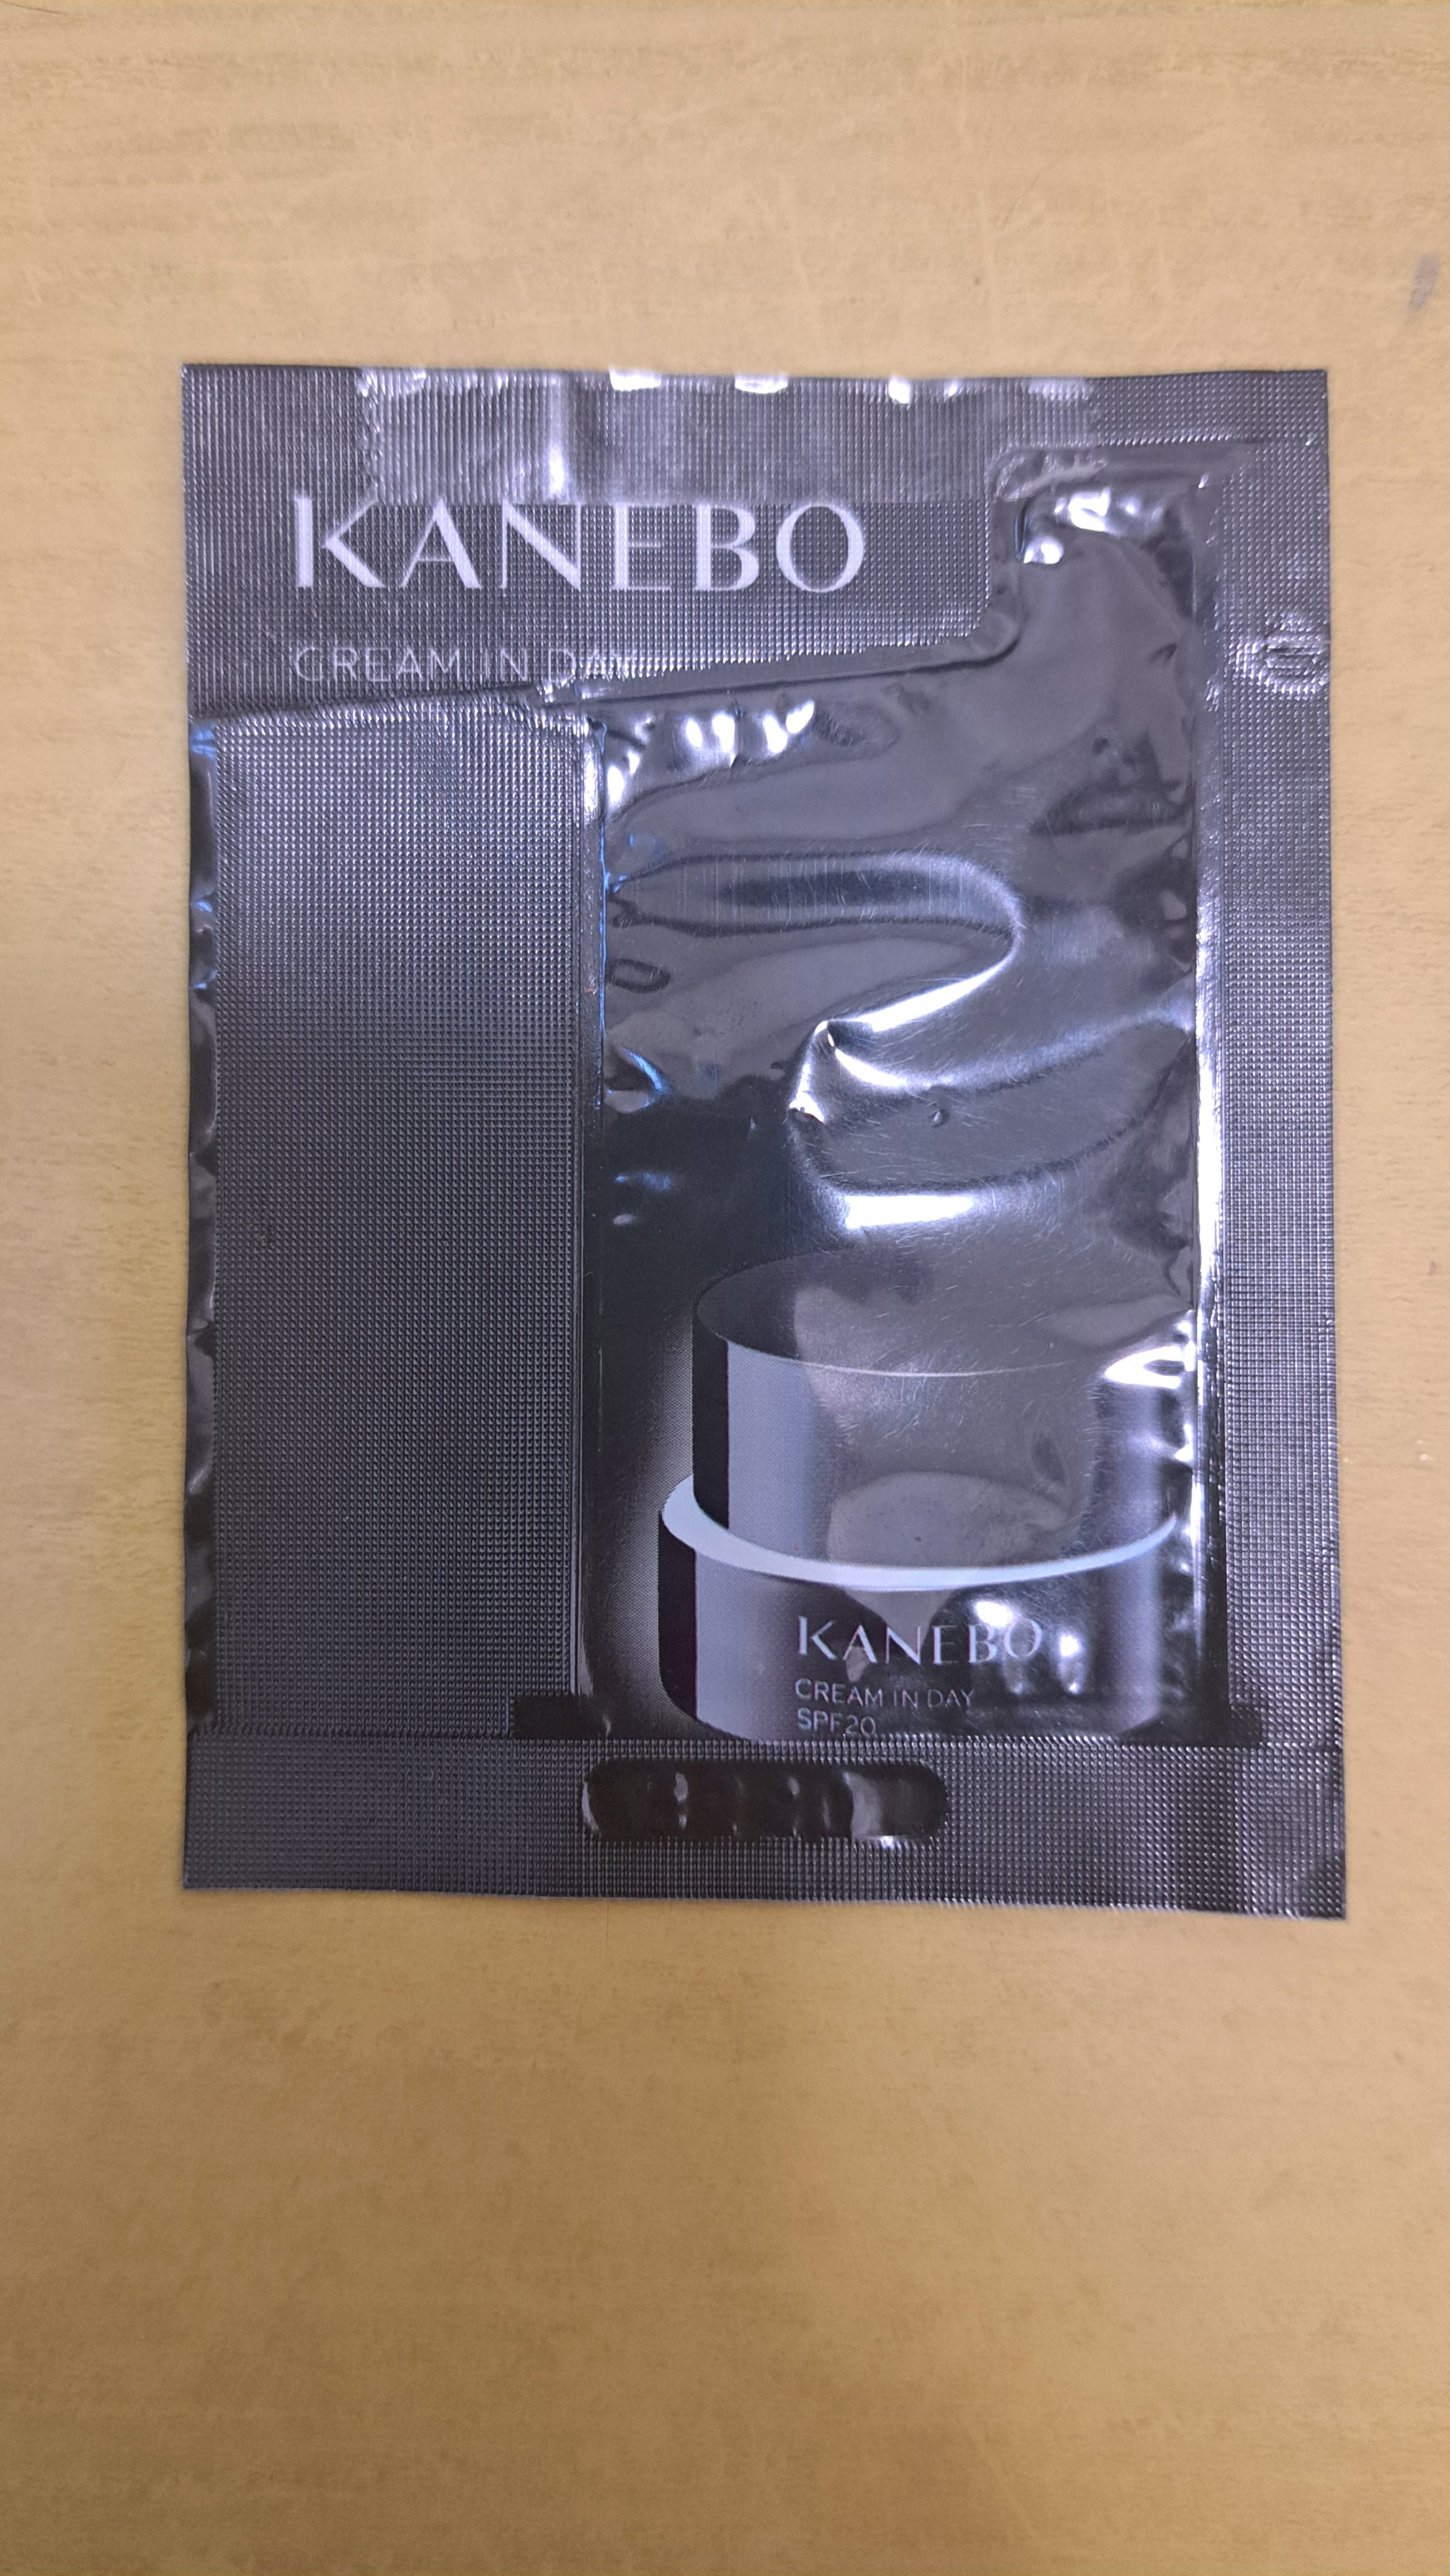 KANEBO
CREAM IN DAY
KANEBO
CREAM IN DAY
SPF20